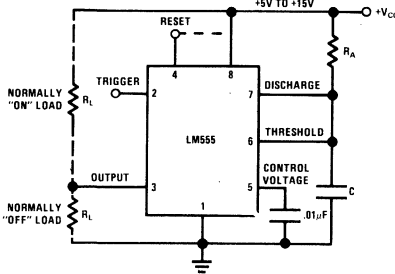 +5V TO +15V
+VCC
RESET
RA
4
8
TRIGGER
DISCHARGE
NORMALLY
"ON" LOAD
RL
2
7
LM555
THRESHOLD
6
CONTROL
VOLTAGE
OUTPUT
3
5
C
NORMALLY
"OFF" LOAD
RL
1
.01μF